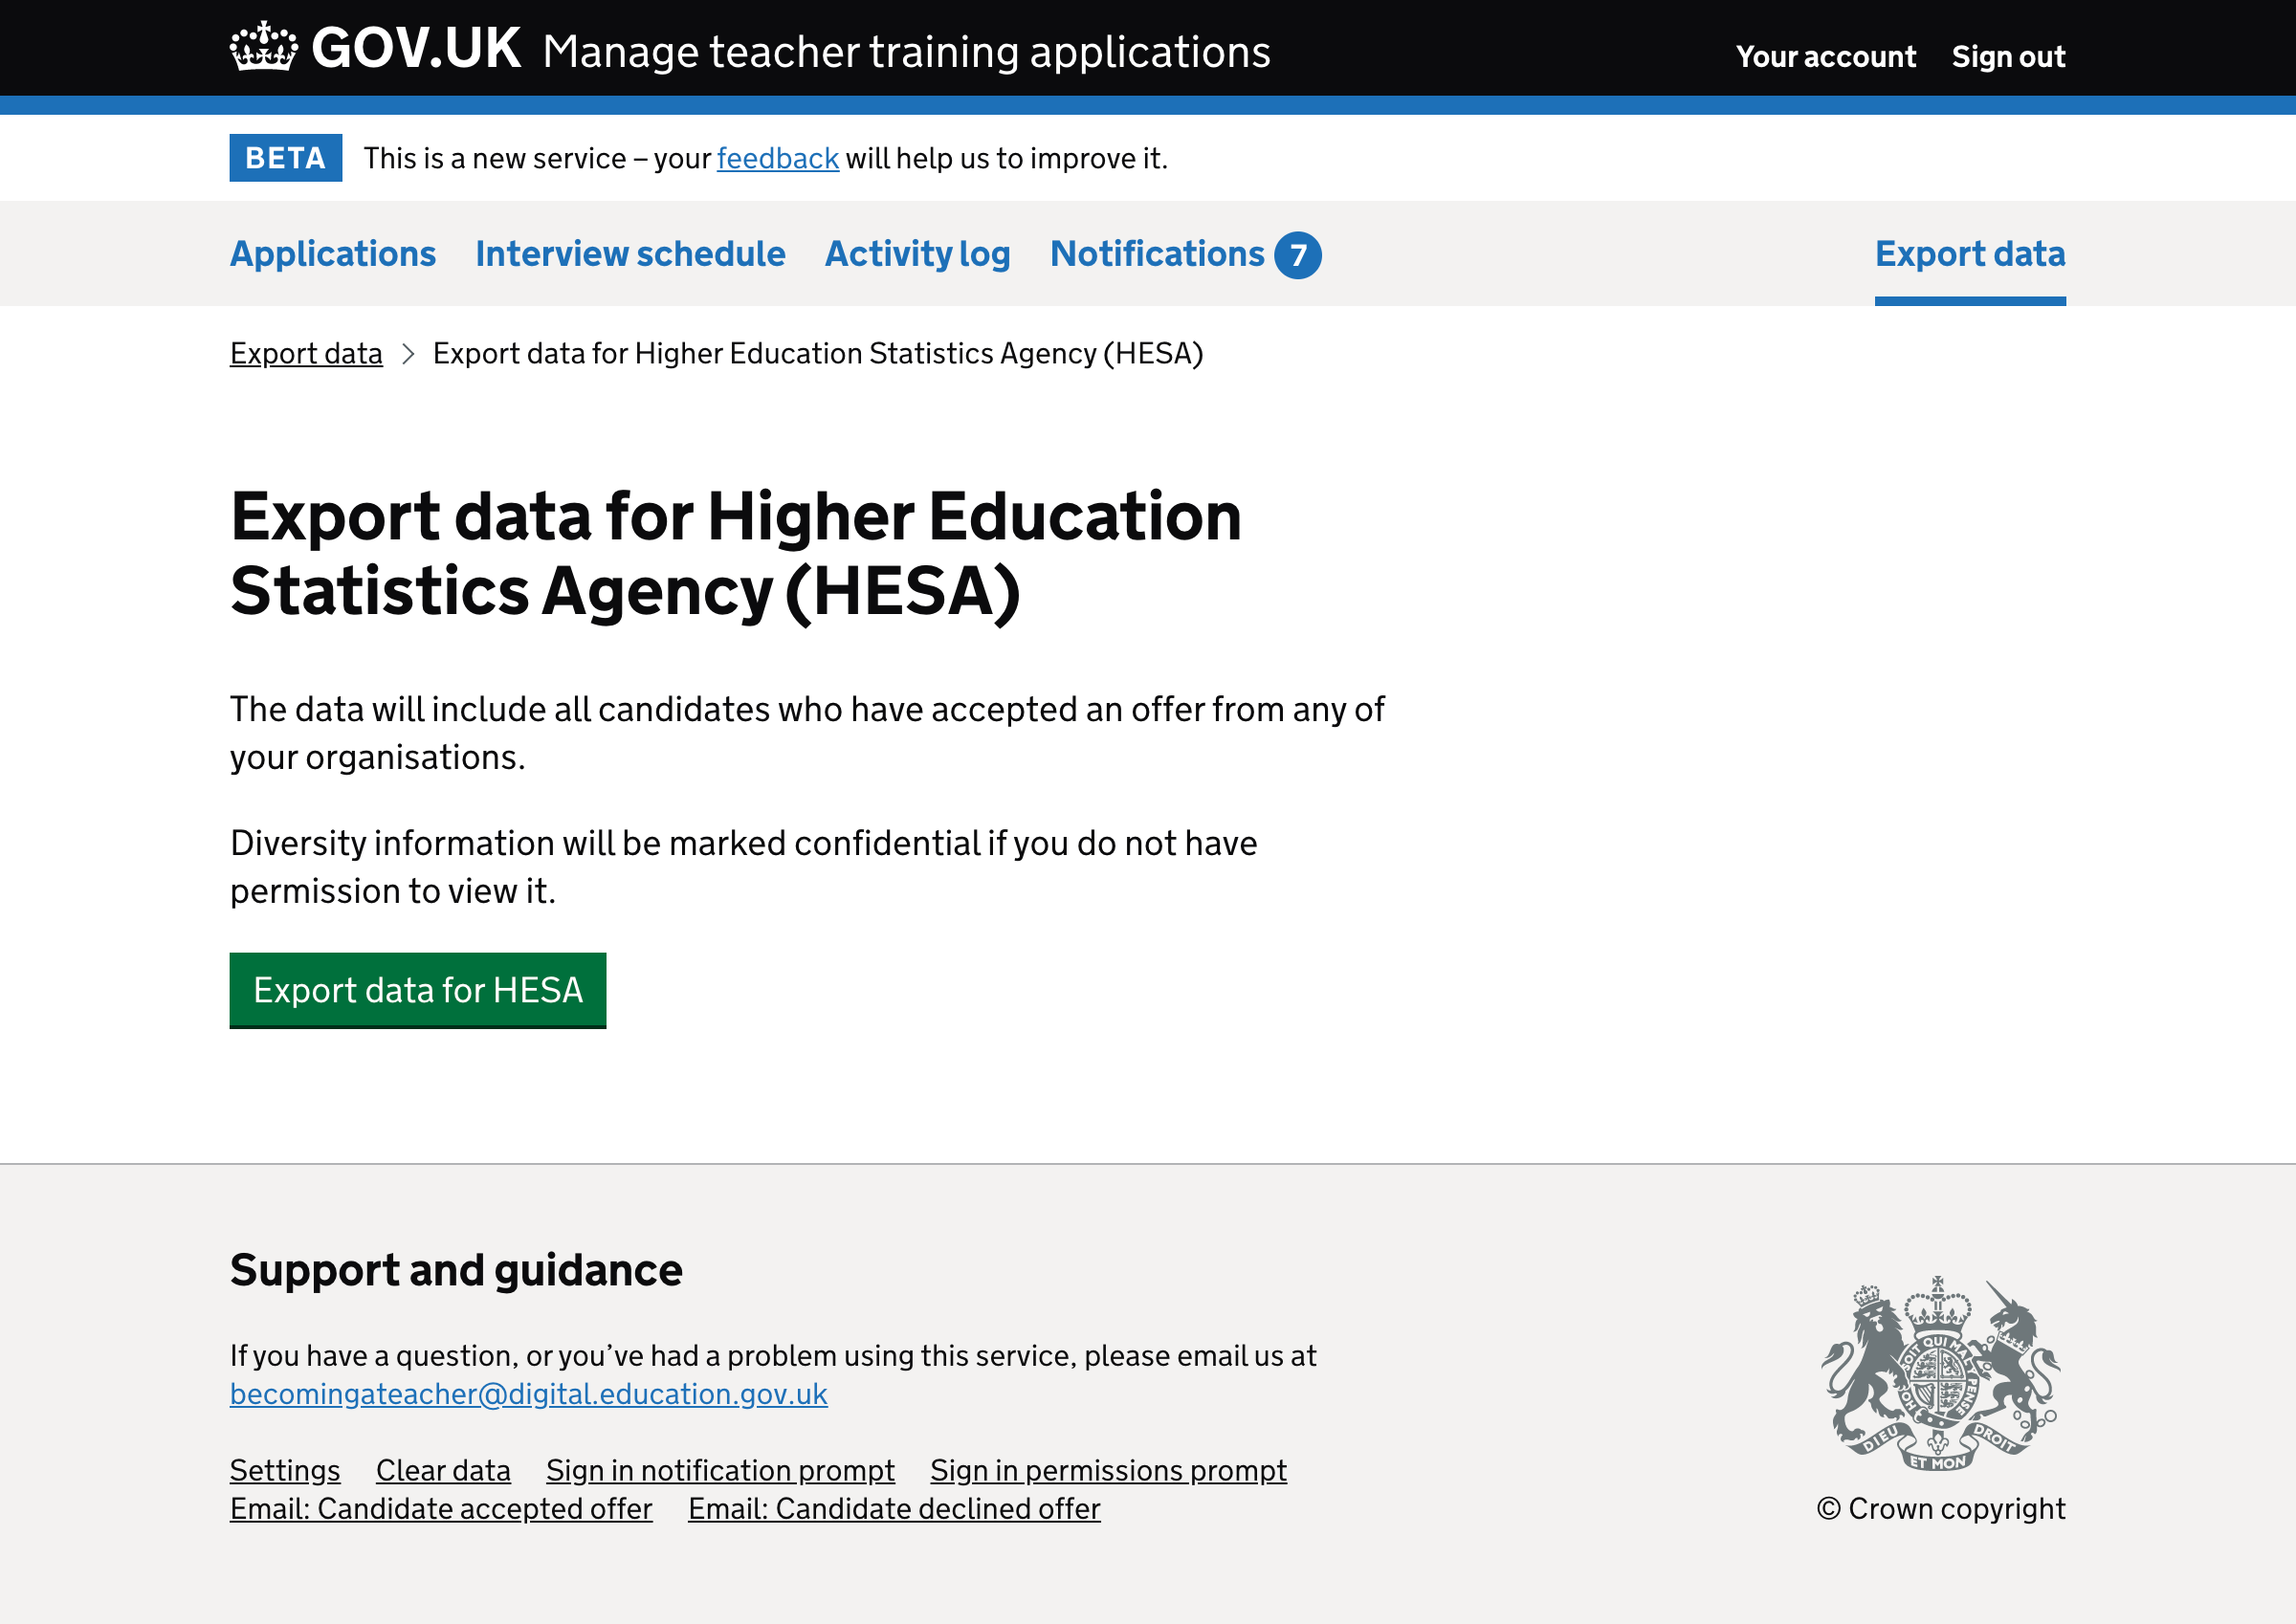 GOV.UK Manage teacher training applications
Your account Sign out
BETA This is a new service – your feedback will help us to improve it.
Applications Interview schedule Activity log Notifications 7 Export data
Export data Export data for Higher Education Statistics Agency (HESA)
Export data for Higher Education
Statistics Agency (HESA)
The data will include all candidates who have accepted an offer from any of
your organisations.
Diversity information will be marked confidential if you do not have
permission to view it.
Export data for HESA
Support and guidance
If you have a question, or you’ve had a problem using this service, please email us at
becomingateacher@digital.education.gov.uk
Settings Clear data Sign in notification prompt Sign in permissions prompt
Email: Candidate accepted offer Email: Candidate declined offer
SOIT QUI MAL Y PENSE
DIEU ET MON DROIT
© Crown copyright